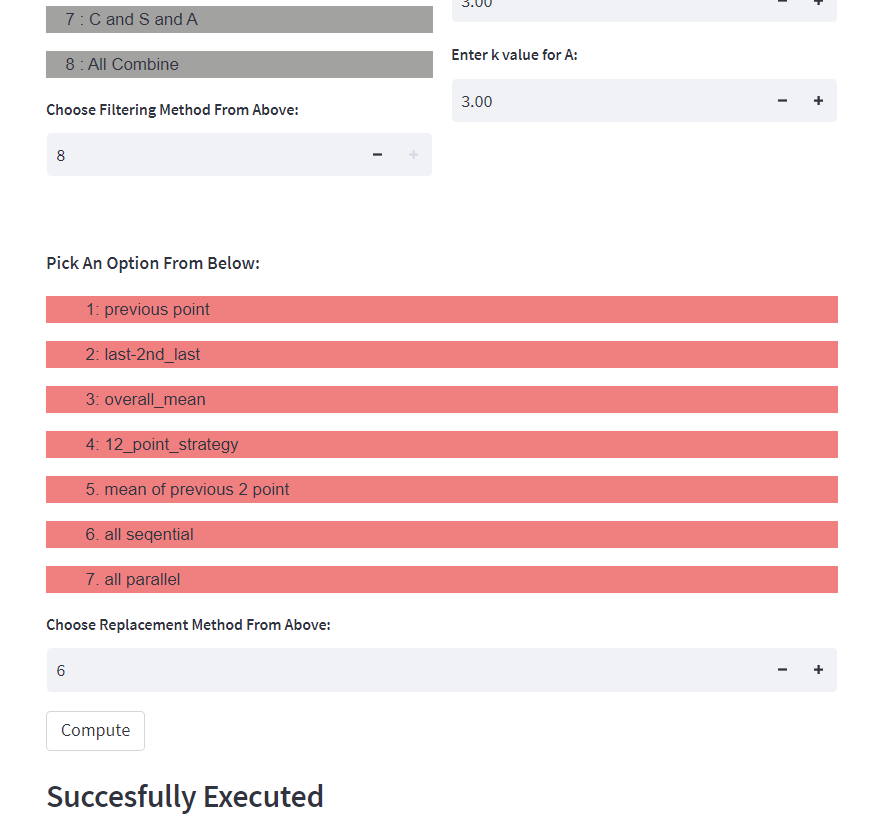 7 : C and S and A
8 : All Combine
Choose Filtering Method From Above:
8
3.00
Enter k value for A:
3.00
Pick An Option From Below:
1: previous point
2: last-2nd_last
3: overall_mean
4: 12_point_strategy
5. mean of previous 2 point
6. all seqential
7. all parallel
Choose Replacement Method From Above:
6
Compute
Succesfully Executed